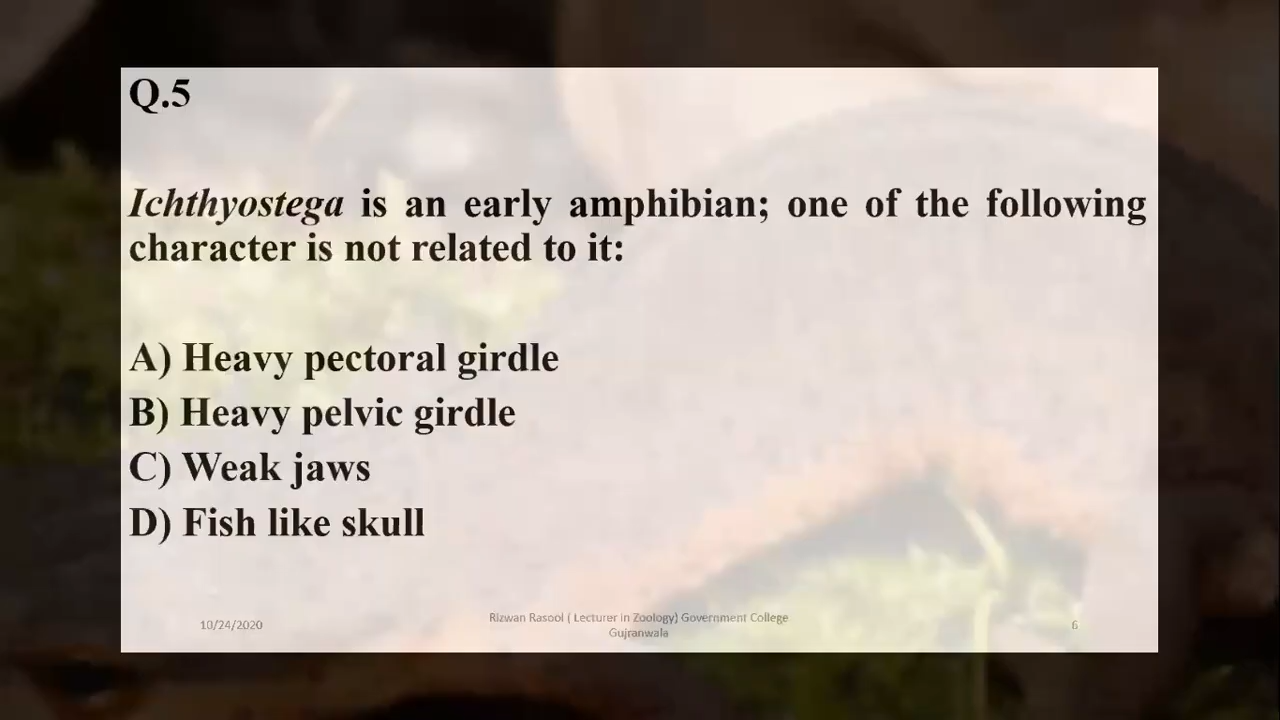 Q.5
Ichthyostega is an early amphibian; one of the following
character is not related to it:
A) Heavy pectoral girdle
B) Heavy pelvic girdle
C) Weak jaws
D) Fish like skull
10/24/2020
Rizwan Rasool ( Lecturer in Zoology) Government College
Gujranwala
6